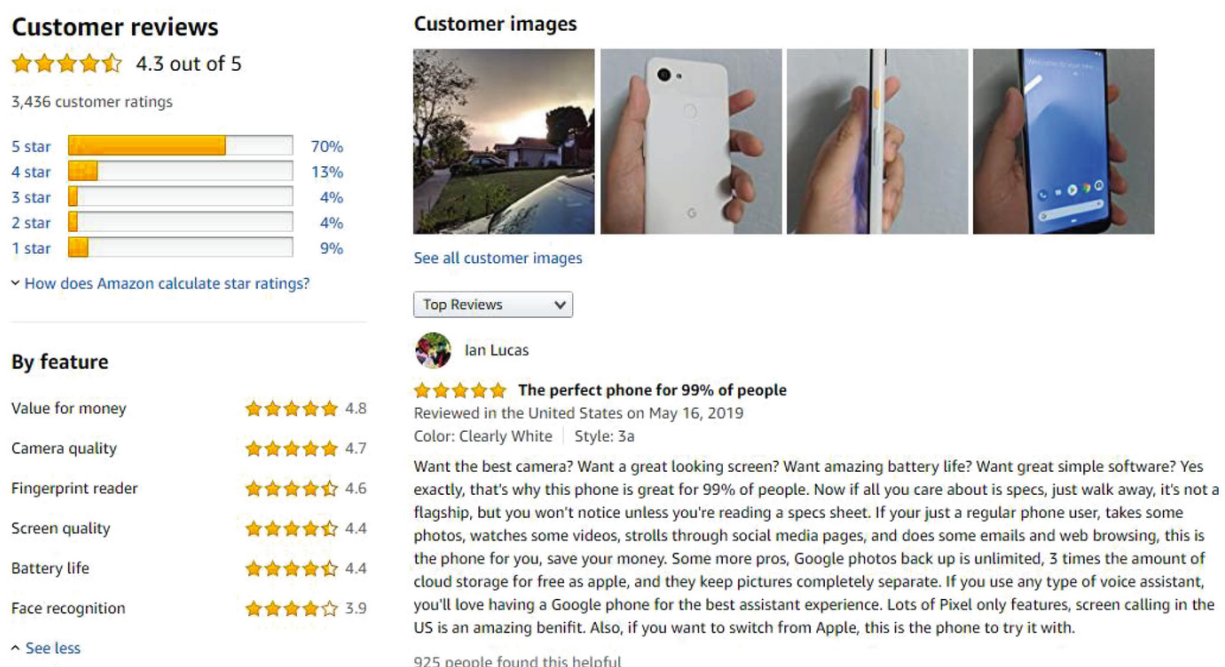 Customer reviews
4.3 out of 5
3,436 customer ratings
5 star 70%
4 star 13%
3 star 4%
2 star 4%
1 star 9%
How does Amazon calculate star ratings?
By feature
Value for money 4.8
Camera quality 4.7
Fingerprint reader 4.6
Screen quality 4.4
Battery life 4.4
Face recognition 3.9
See less
Customer images
G
See all customer images
Top Reviews
Ian Lucas
The perfect phone for 99% of people
Reviewed in the United States on May 16, 2019
Color: Clearly White Style: 3a
Want the best camera? Want a great looking screen? Want amazing battery life? Want great simple software? Yes
exactly, that's why this phone is great for 99% of people. Now if all you care about is specs, just walk away, it's not a
flagship, but you won't notice unless you're reading a specs sheet. If your just a regular phone user, takes some
photos, watches some videos, strolls through social media pages, and does some emails and web browsing, this is
the phone for you, save your money. Some more pros, Google photos back up is unlimited, 3 times the amount of
cloud storage for free as apple, and they keep pictures completely separate. If you use any type of voice assistant,
you'll love having a Google phone for the best assistant experience. Lots of Pixel only features, screen calling in the
US is an amazing benifit. Also, if you want to switch from Apple, this is the phone to try it with.
925 people found this helpful